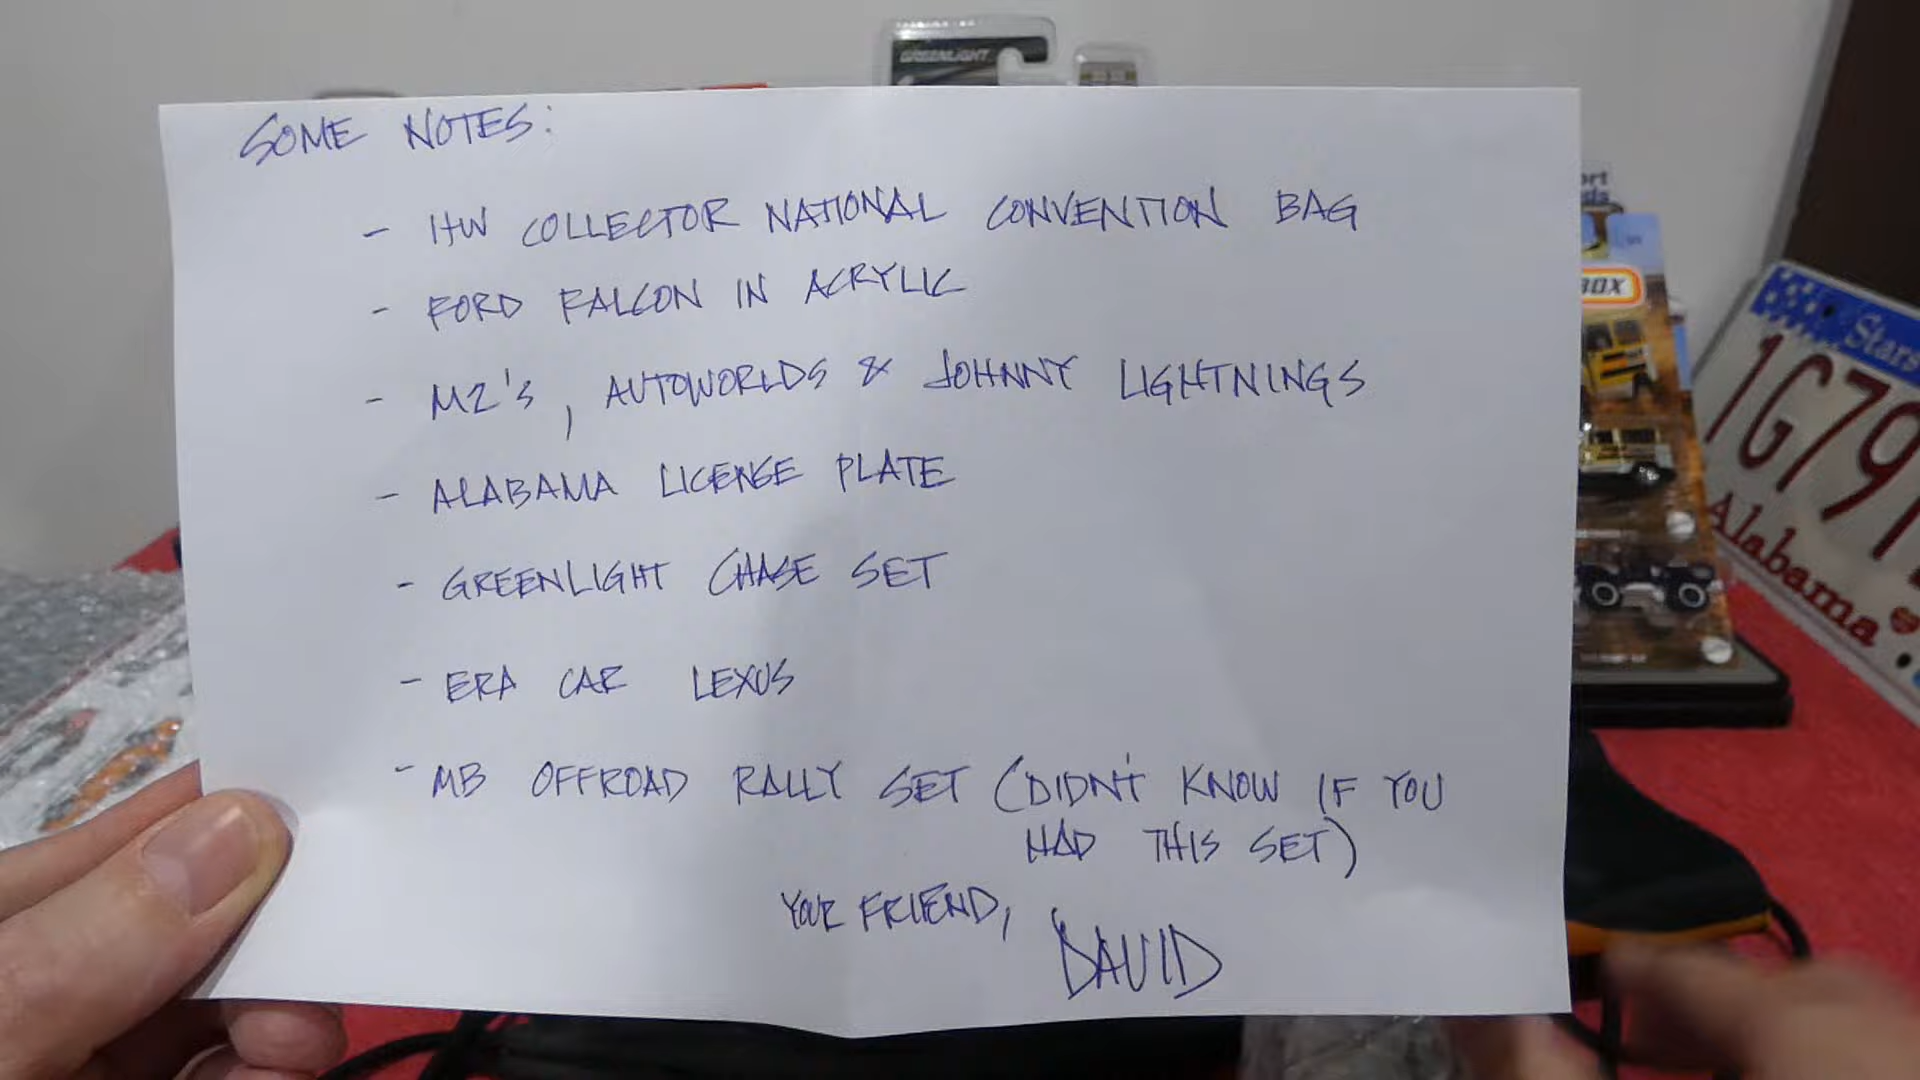 GREENLIGHT
SOME NOTES:
- HW COLLECTOR NATIONAL CONVENTION BAG
- FORD FALCON IN ACRYLIC
- M2'S, AUTOWORLDS & JOHNNY LIGHTNINGS
- ALABAMA LICENSE PLATE
- GREENLIGHT CHASE SET
- ERA CAR LEXUS
- MB OFFROAD RALLY SET (DIDN'T KNOW IF YOU
HAD THIS SET)
YOUR FRIEND,
DAVID
BOX
Stars
1G79
Alabama